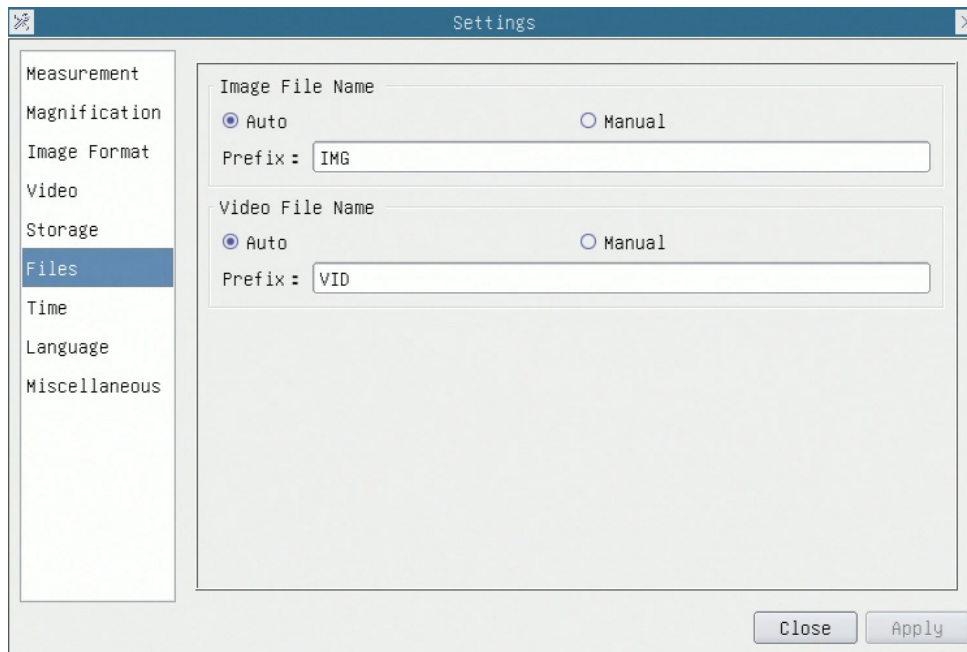 Settings
Measurement
Magnification
Image Format
Video
Storage
Files
Time
Language
Miscellaneous
Image File Name
Auto Manual
Prefix: IMG
Video File Name
Auto Manual
Prefix: VID
Close Apply